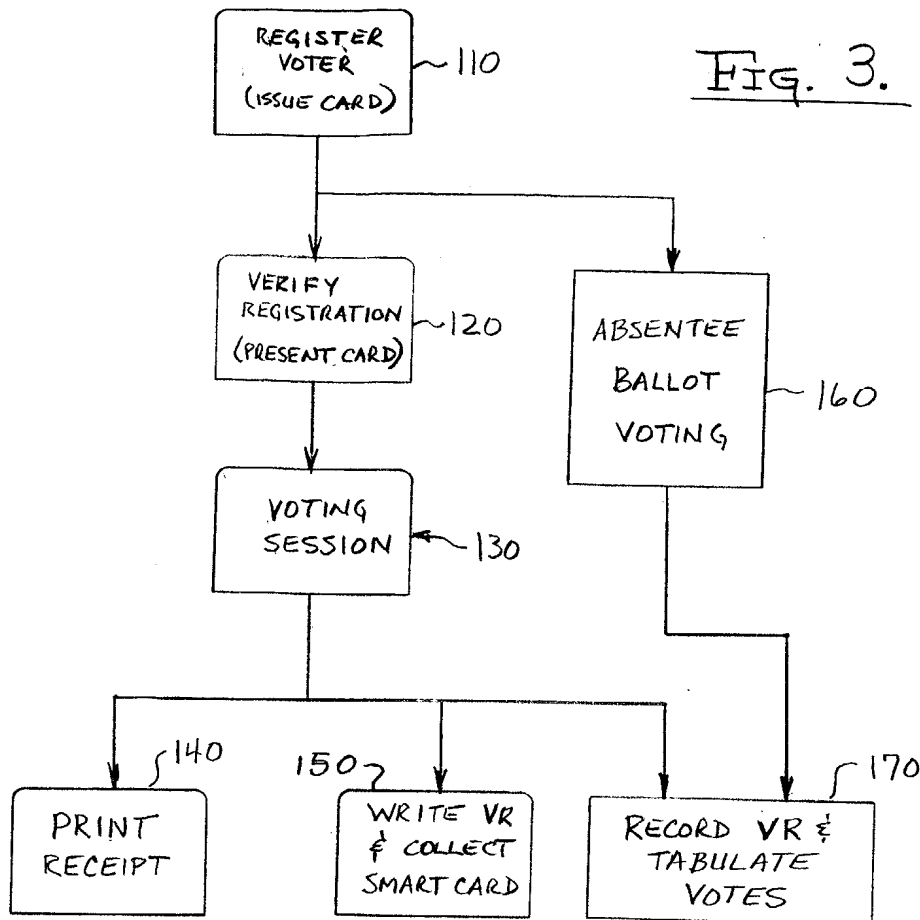 REGISTER
VOTER
(ISSUE CARD)
110
FIG. 3.
VERIFY
REGISTRATION
(PRESENT CARD)
120
ABSENTEE
BALLOT
VOTING
160
VOTING
SESSION
130
140
PRINT
RECEIPT
150
WRITE VR
& COLLECT
SMART CARD
170
RECORD VR &
TABULATE
VOTES